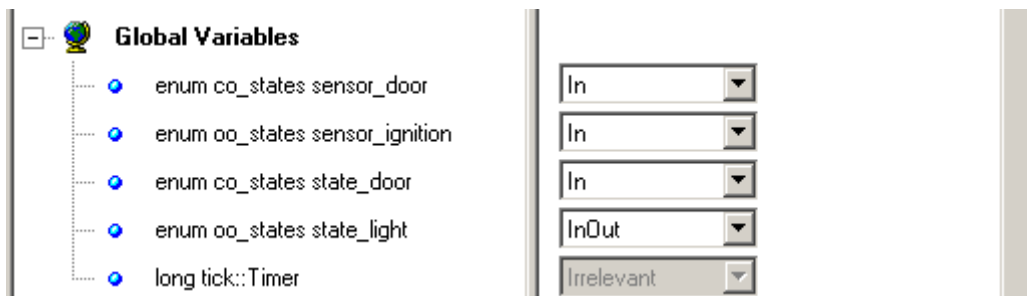 Global Variables
enum co_states sensor_door In
enum oo_states sensor_ignition In
enum co_states state_door In
enum oo_states state_light InOut
long tick::Timer Irrelevant